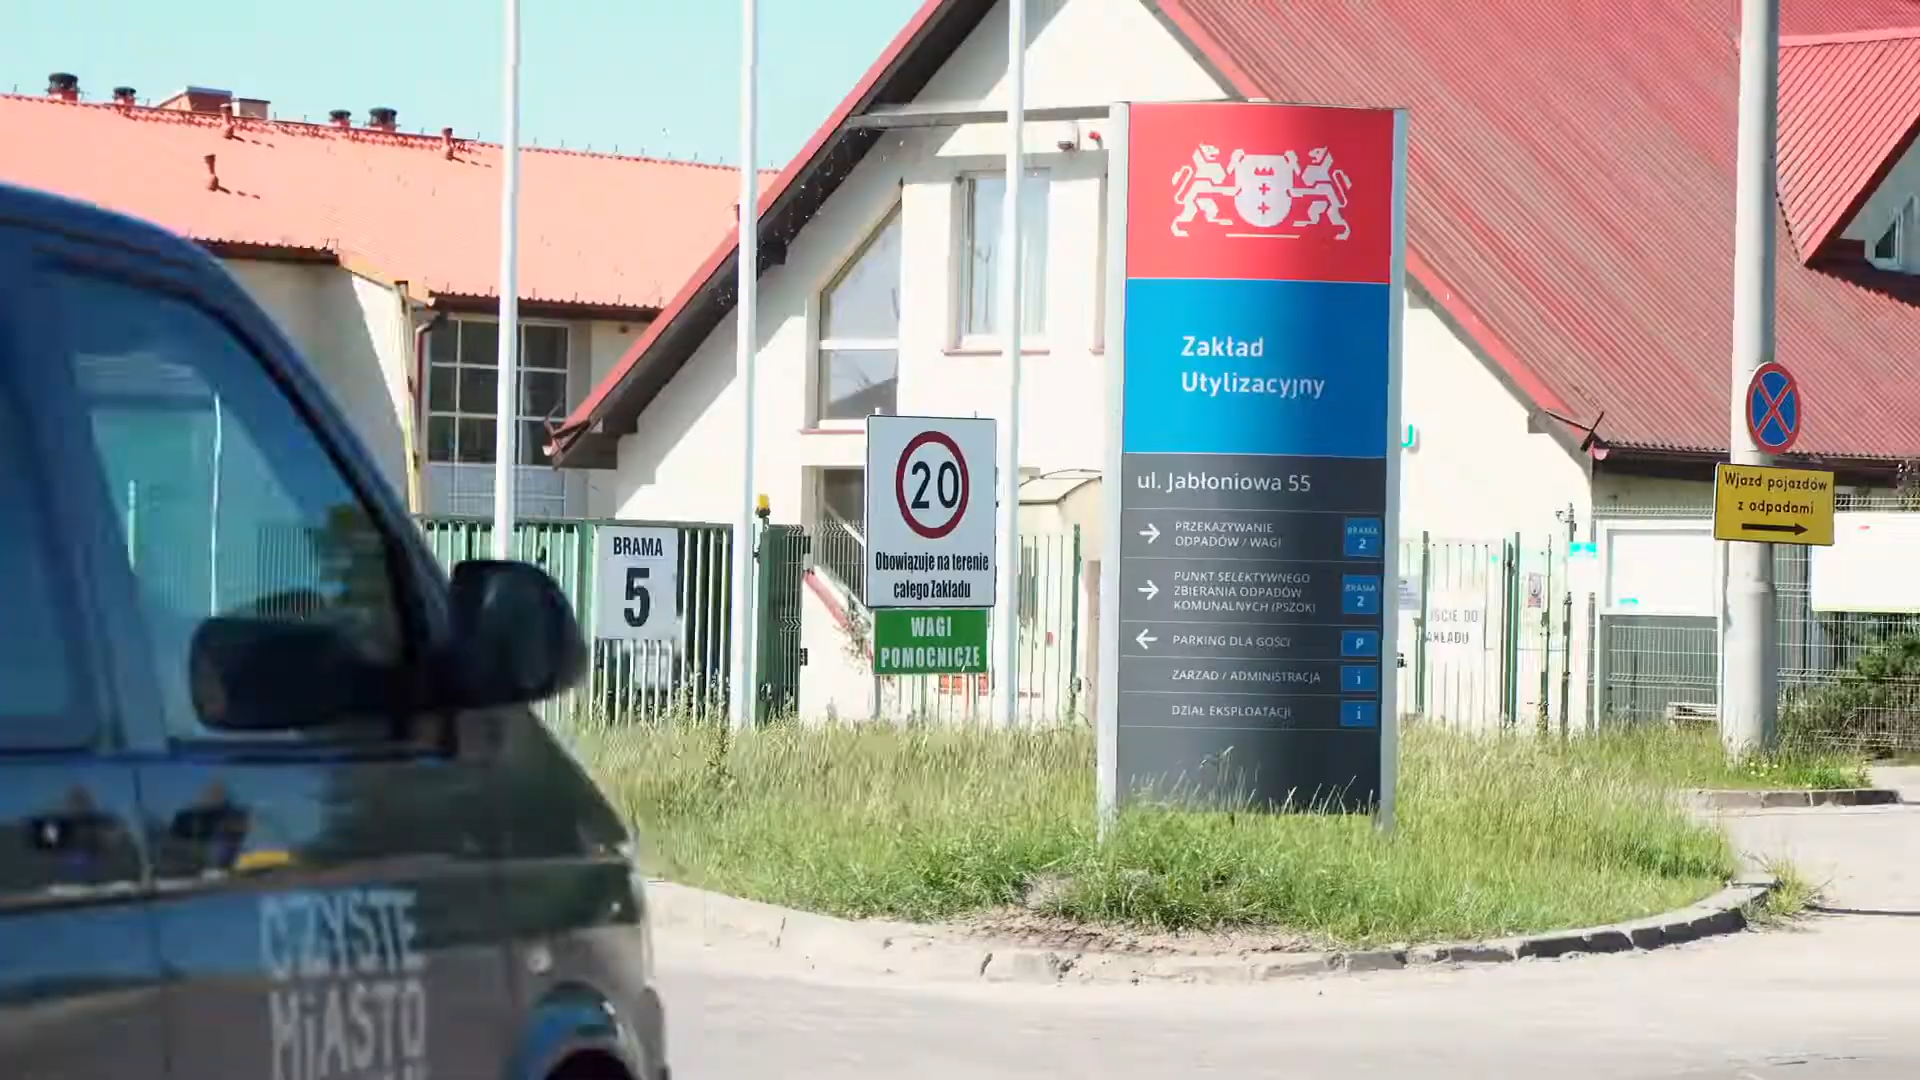 Zakład
Utylizacyjny
ul. Jabłoniowa 55
PRZEKAZYWANIE
ODPADÓW / WAGI
BRAMA
2
PUNKT SELEKTYWNEGO
ZBIERANIA ODPADÓW
KOMUNALNYCH (PSZOK)
BRAMA
2
PARKING DLA GOŚCI
P
ZARZĄD / ADMINISTRACJA
i
DZIAŁ EKSPLOATACJI
i
20
Obowiązuje na terenie
całego Zakładu
WAGI
POMOCNICZE
BRAMA
5
Wjazd pojazdów
z odpadami
CZYSTE
MiASTO